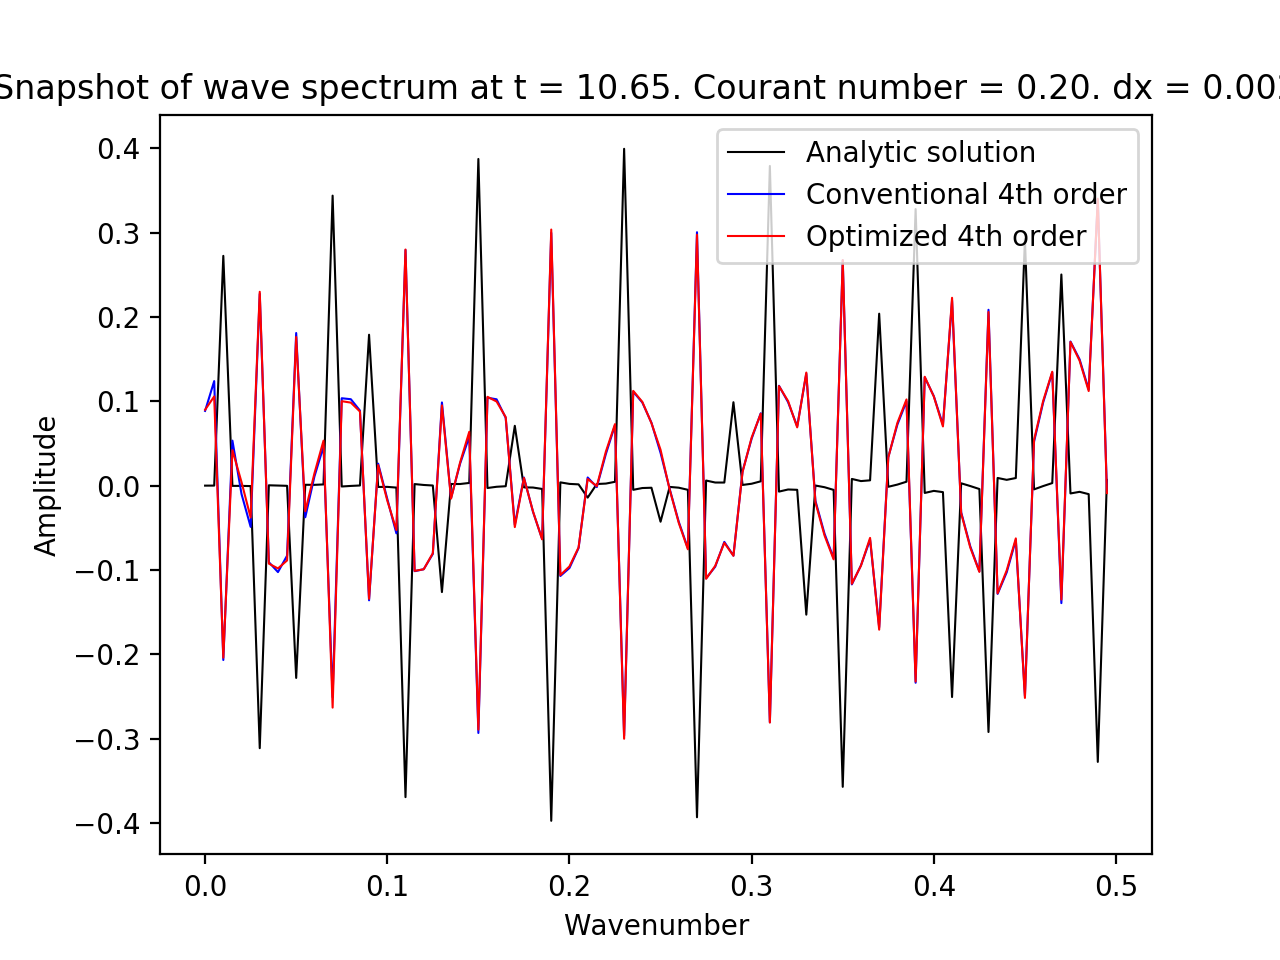 Snapshot of wave spectrum at t = 10.65. Courant number = 0.20. dx = 0.002
Analytic solution
Conventional 4th order
Optimized 4th order
0.4
0.3
0.2
0.1
0.0
−0.1
−0.2
−0.3
−0.4
Amplitude
0.0 0.1 0.2 0.3 0.4 0.5
Wavenumber